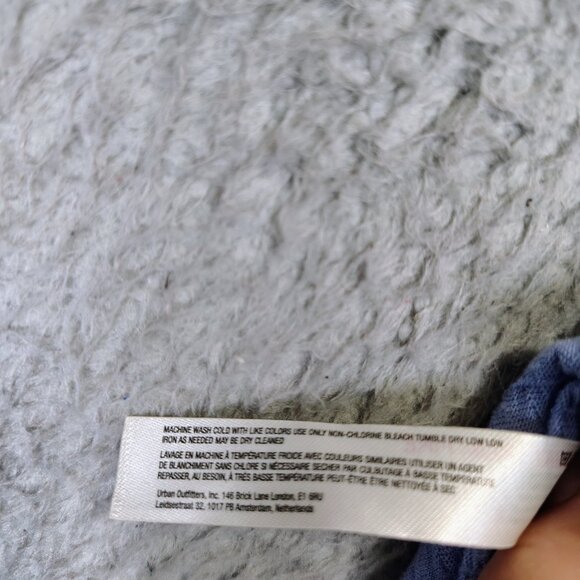 MACHINE WASH COLD WITH LIKE COLORS USE ONLY NON-CHLORINE BLEACH TUMBLE DRY LOW LOW
IRON AS NEEDED MAY BE DRY CLEANED
LAVAGE EN MACHINE À TEMPÉRATURE FROIDE AVEC COULEURS SIMILAIRES UTILISER UN AGENT
DE BLANCHIMENT SANS CHLORE SI NÉCESSAIRE SECHER PAR CULBUTAGE À BASSE TEMPÉRATURE
REPASSER, AU BESOIN, À TRÈS BASSE TEMPÉRATURE PEUT-ÊTRE ÊTRE NETTOYÉE À SEC
Urban Outfitters, Inc. 146 Brick Lane London, E1 6RU
Leidsestraat 32, 1017 PB Amsterdam, Netherlands